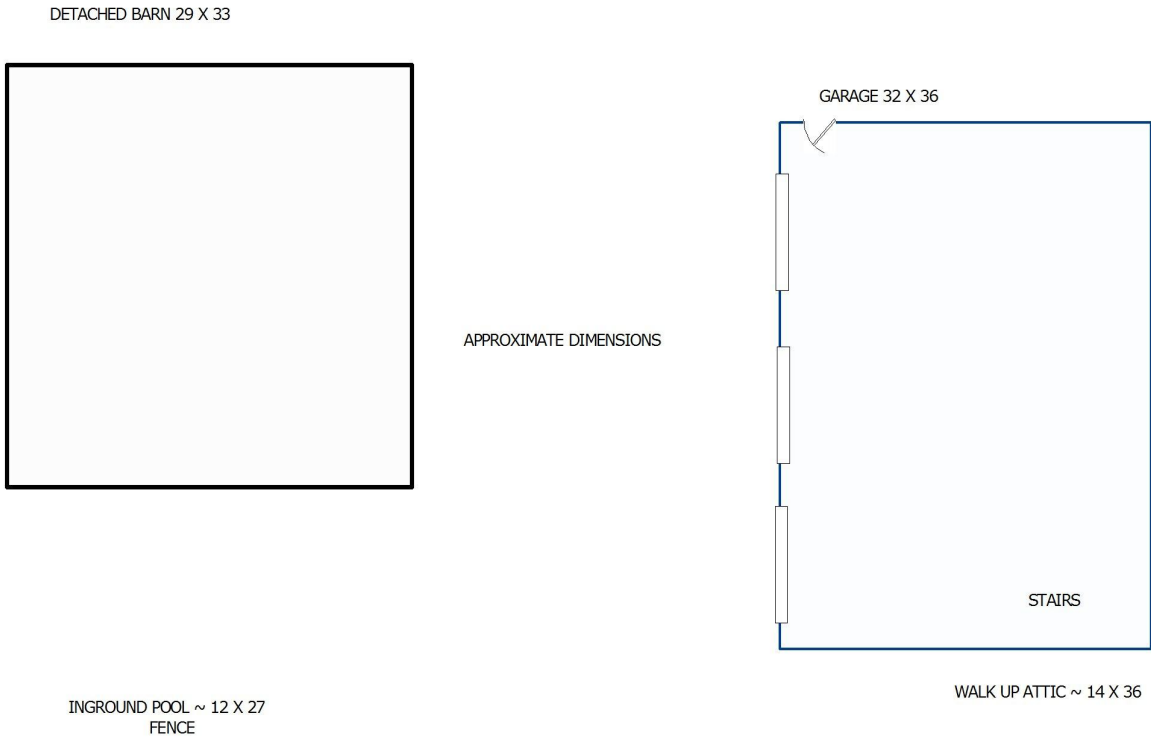 DETACHED BARN 29 X 33
GARAGE 32 X 36
APPROXIMATE DIMENSIONS
STAIRS
WALK UP ATTIC ~ 14 X 36
INGROUND POOL ~ 12 X 27
FENCE